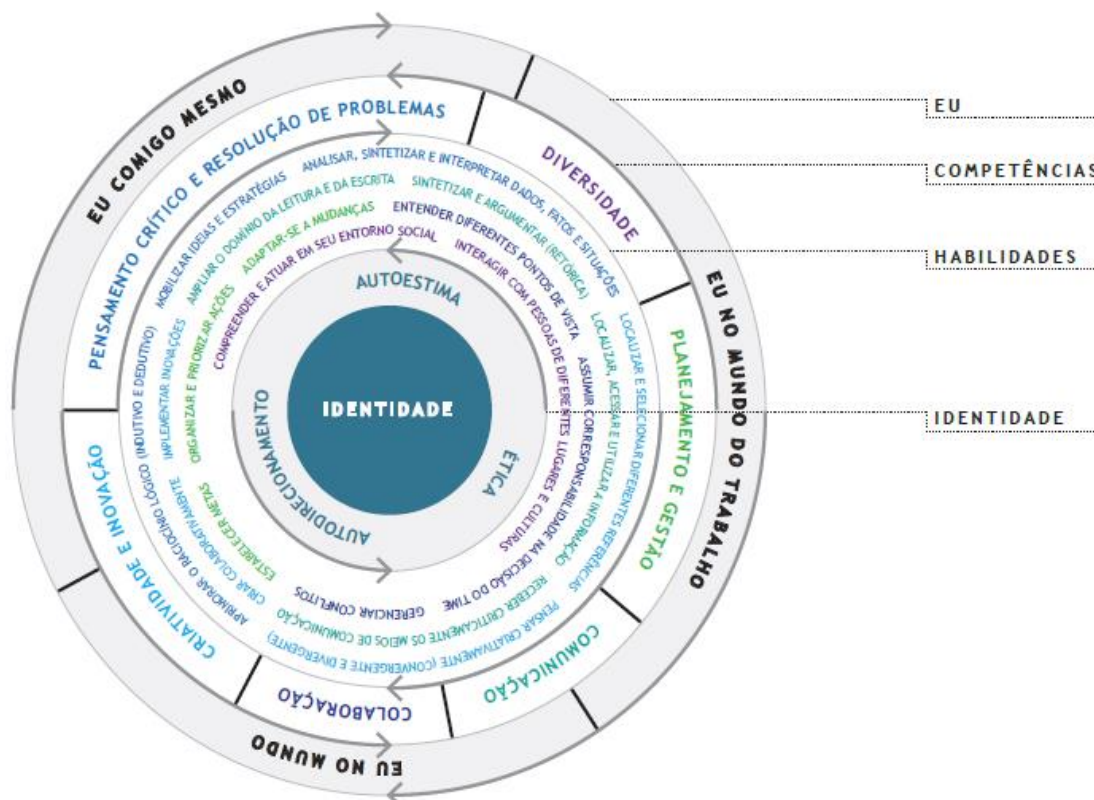 EU COMIGO MESMO
EU NO MUNDO DO TRABALHO
EU NO MUNDO
PENSAMENTO CRÍTICO E RESOLUÇÃO DE PROBLEMAS
DIVERSIDADE
PLANEJAMENTO E GESTÃO
COMUNICAÇÃO
COLABORAÇÃO
CRIATIVIDADE E INOVAÇÃO
APRIMORAR O RACIOCÍNIO LÓGICO (INDUTIVO E DEDUTIVO)
MOBILIZAR IDEIAS E ESTRATÉGIAS
ANALISAR, SINTETIZAR E INTERPRETAR DADOS, FATOS E SITUAÇÕES
LOCALIZAR E SELECIONAR DIFERENTES REFERÊNCIAS
PENSAR CRIATIVAMENTE (CONVERGENTE E DIVERGENTE)
CRIAR COLABORATIVAMENTE
IMPLEMENTAR INOVAÇÕES
AMPLIAR O DOMÍNIO DA LEITURA E DA ESCRITA
SINTETIZAR E ARGUMENTAR (RETÓRICA)
LOCALIZAR, ACESSAR E UTILIZAR A INFORMAÇÃO
RECEBER CRITICAMENTE OS MEIOS DE COMUNICAÇÃO
ESTABELECER METAS
ORGANIZAR E PRIORIZAR AÇÕES
ADAPTAR-SE A MUDANÇAS
ENTENDER DIFERENTES PONTOS DE VISTA
ASSUMIR CORRESPONSABILIDADE NA DECISÃO DO TIME
GERENCIAR CONFLITOS
COMPREENDER E ATUAR EM SEU ENTORNO SOCIAL
INTERAGIR COM PESSOAS DE DIFERENTES LUGARES E CULTURAS
AUTOESTIMA
ÉTICA
AUTODIRECIONAMENTO
IDENTIDADE
EU
COMPETÊNCIAS
HABILIDADES
IDENTIDADE